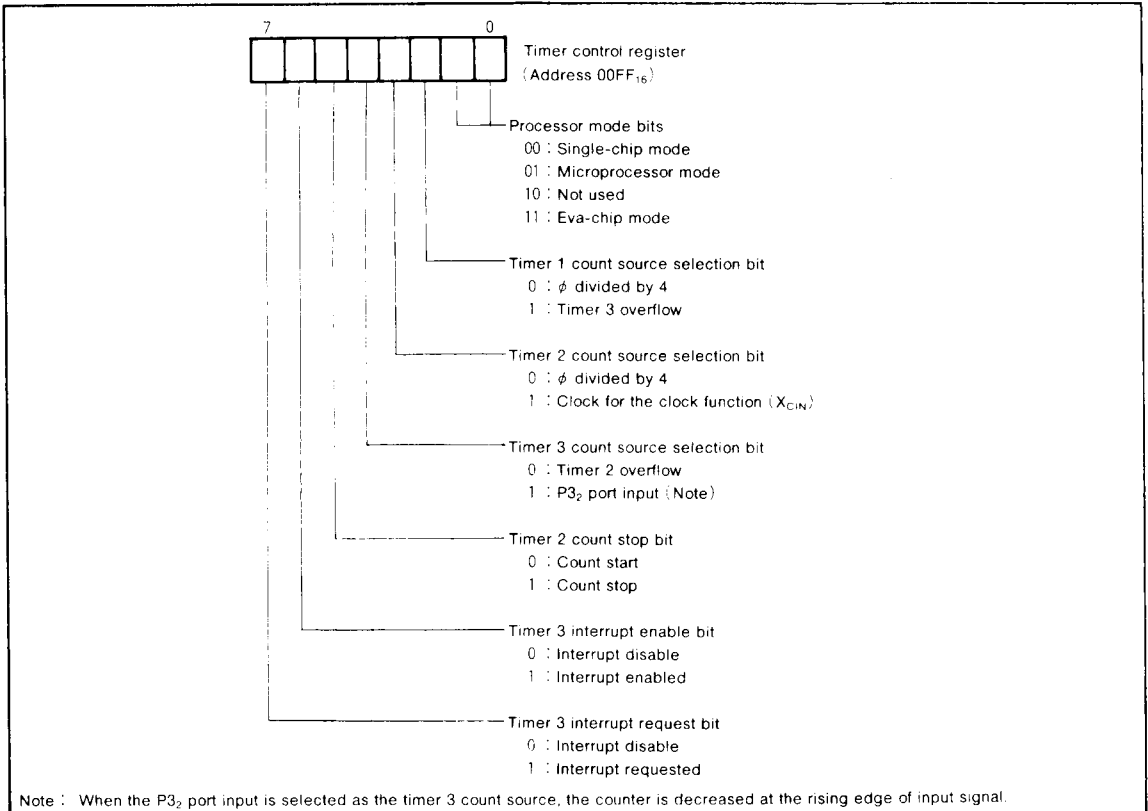 7 0
Timer control register
(Address 00FF₁₆)
Processor mode bits
00 : Single-chip mode
01 : Microprocessor mode
10 : Not used
11 : Eva-chip mode
Timer 1 count source selection bit
0 : φ divided by 4
1 : Timer 3 overflow
Timer 2 count source selection bit
0 : φ divided by 4
1 : Clock for the clock function (X_CIN)
Timer 3 count source selection bit
0 : Timer 2 overflow
1 : P3₂ port input (Note)
Timer 2 count stop bit
0 : Count start
1 : Count stop
Timer 3 interrupt enable bit
0 : Interrupt disable
1 : Interrupt enabled
Timer 3 interrupt request bit
0 : Interrupt disable
1 : Interrupt requested
Note : When the P3₂ port input is selected as the timer 3 count source, the counter is decreased at the rising edge of input signal.